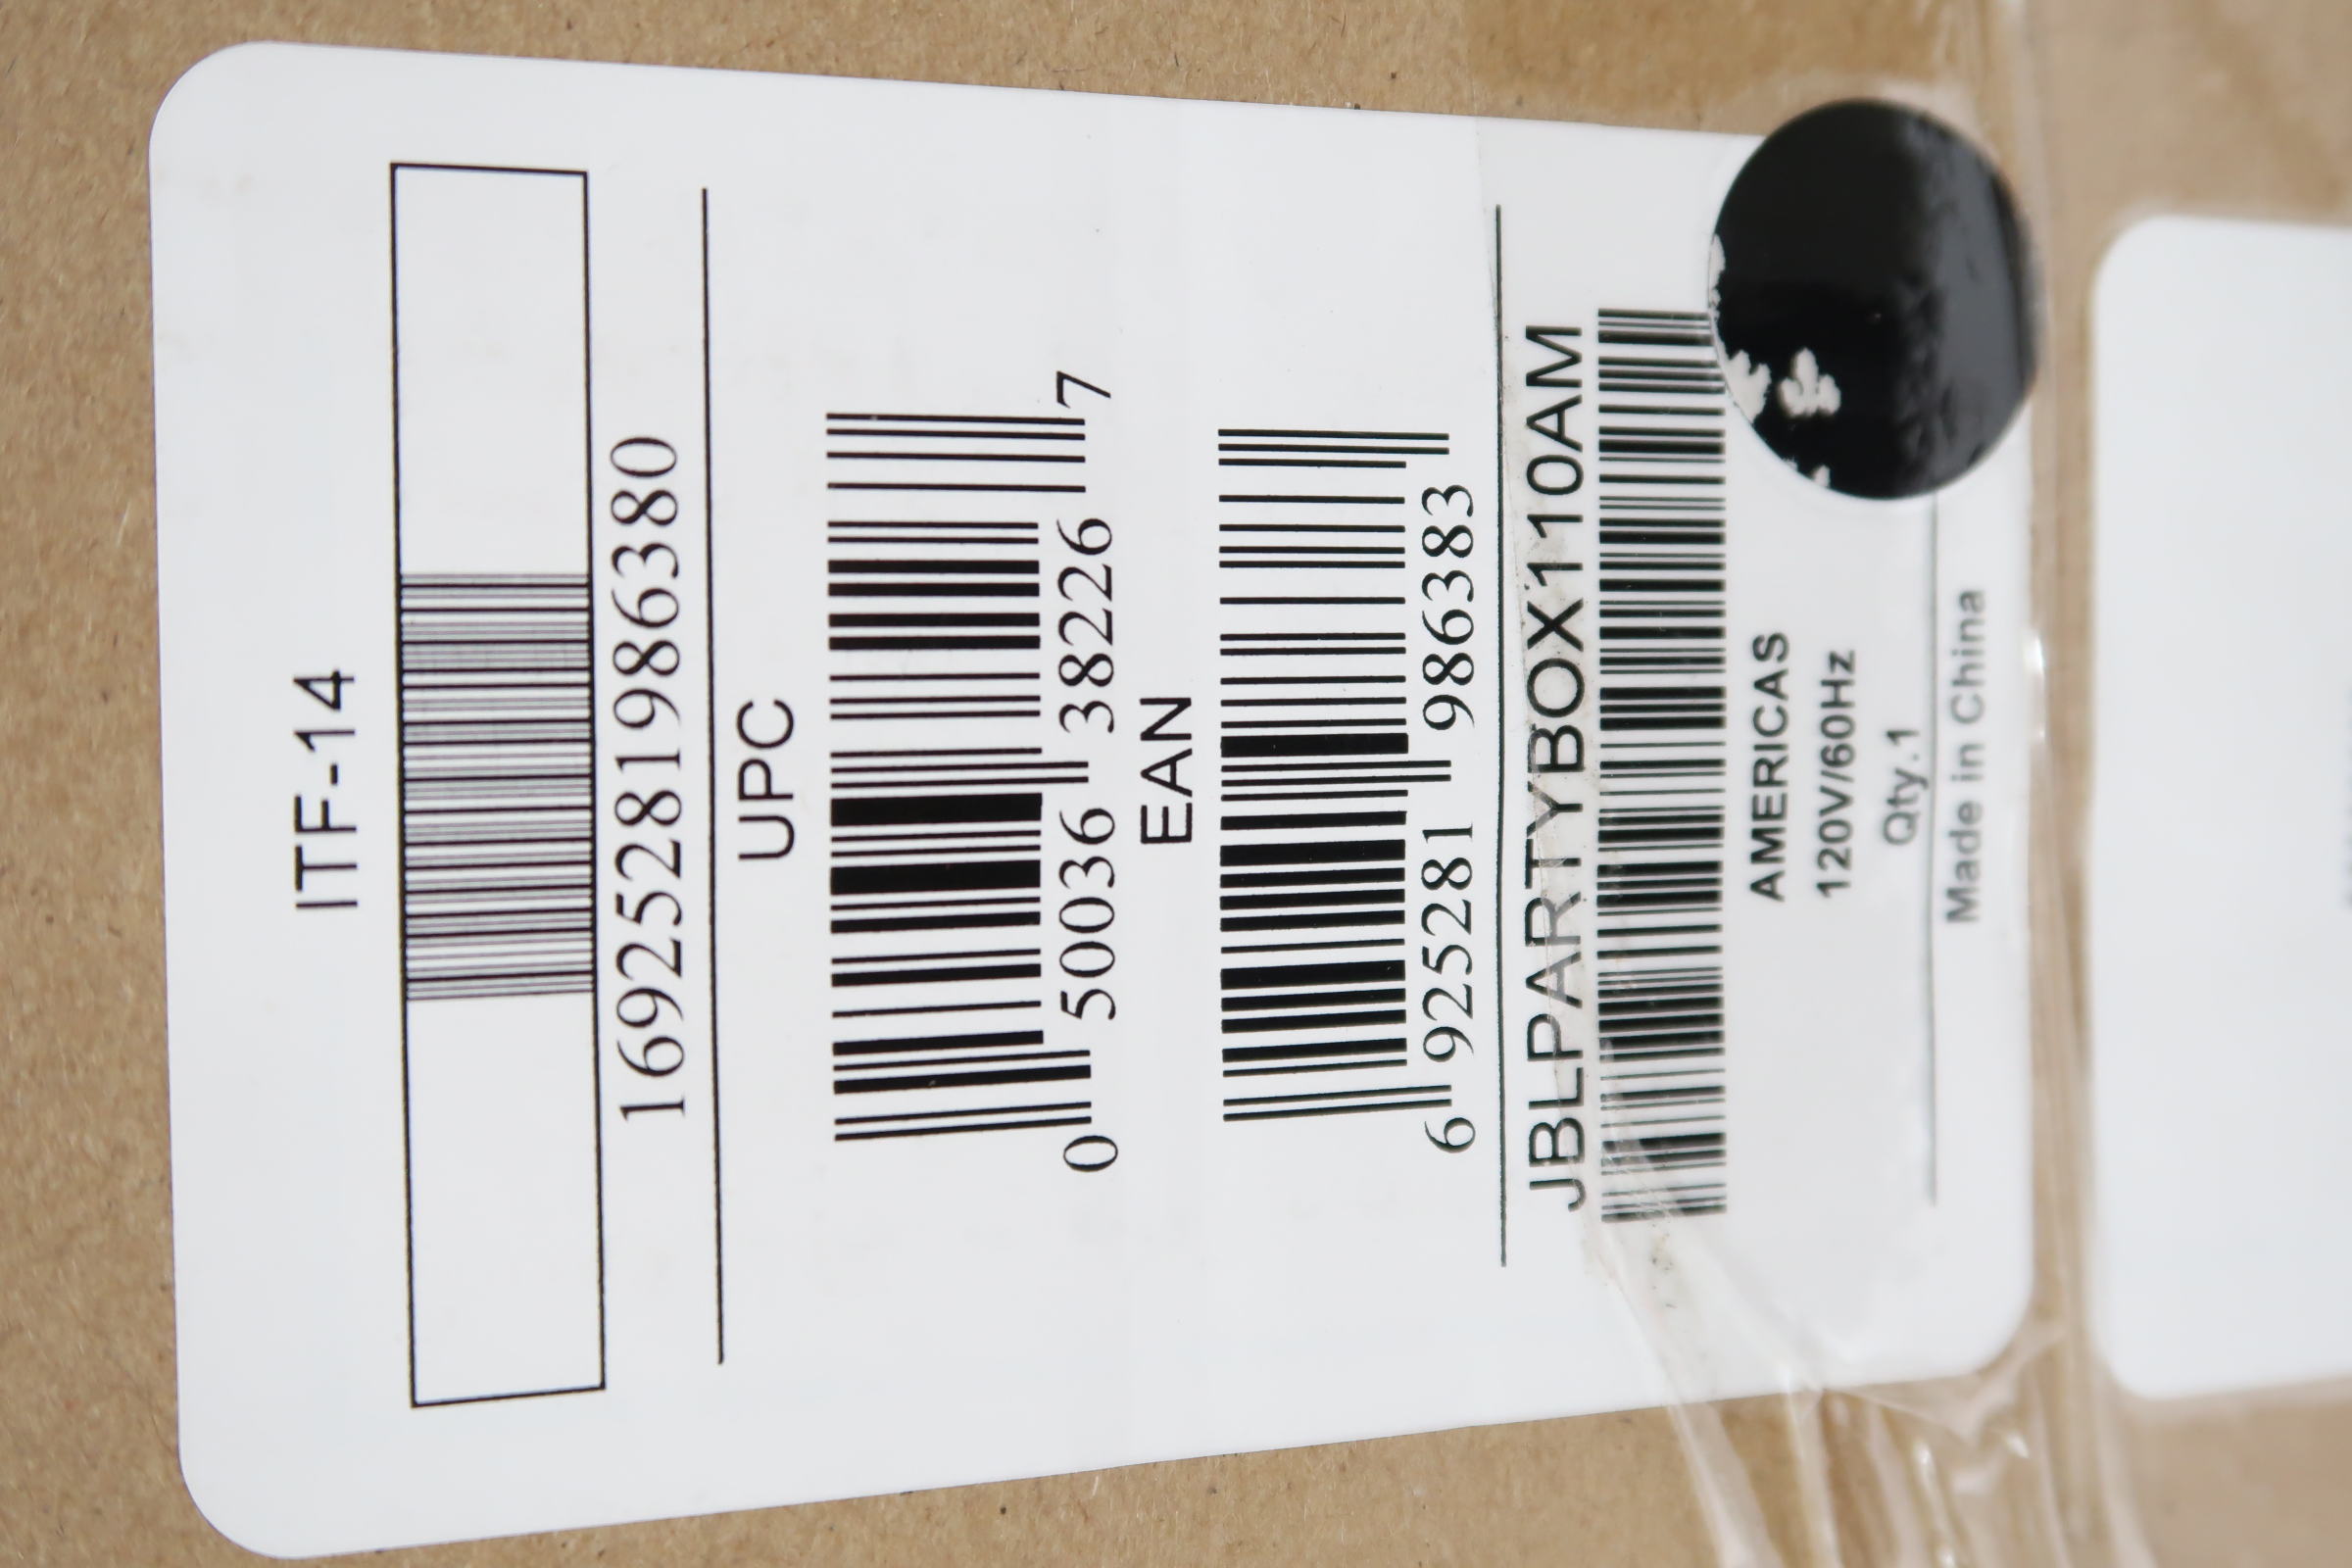 ITF-14
16925281986380
UPC
0 50036 38226 7
EAN
6 925281 986383
JBLPARTYBOX110AM
AMERICAS
120V/60Hz
Qty.1
Made in China